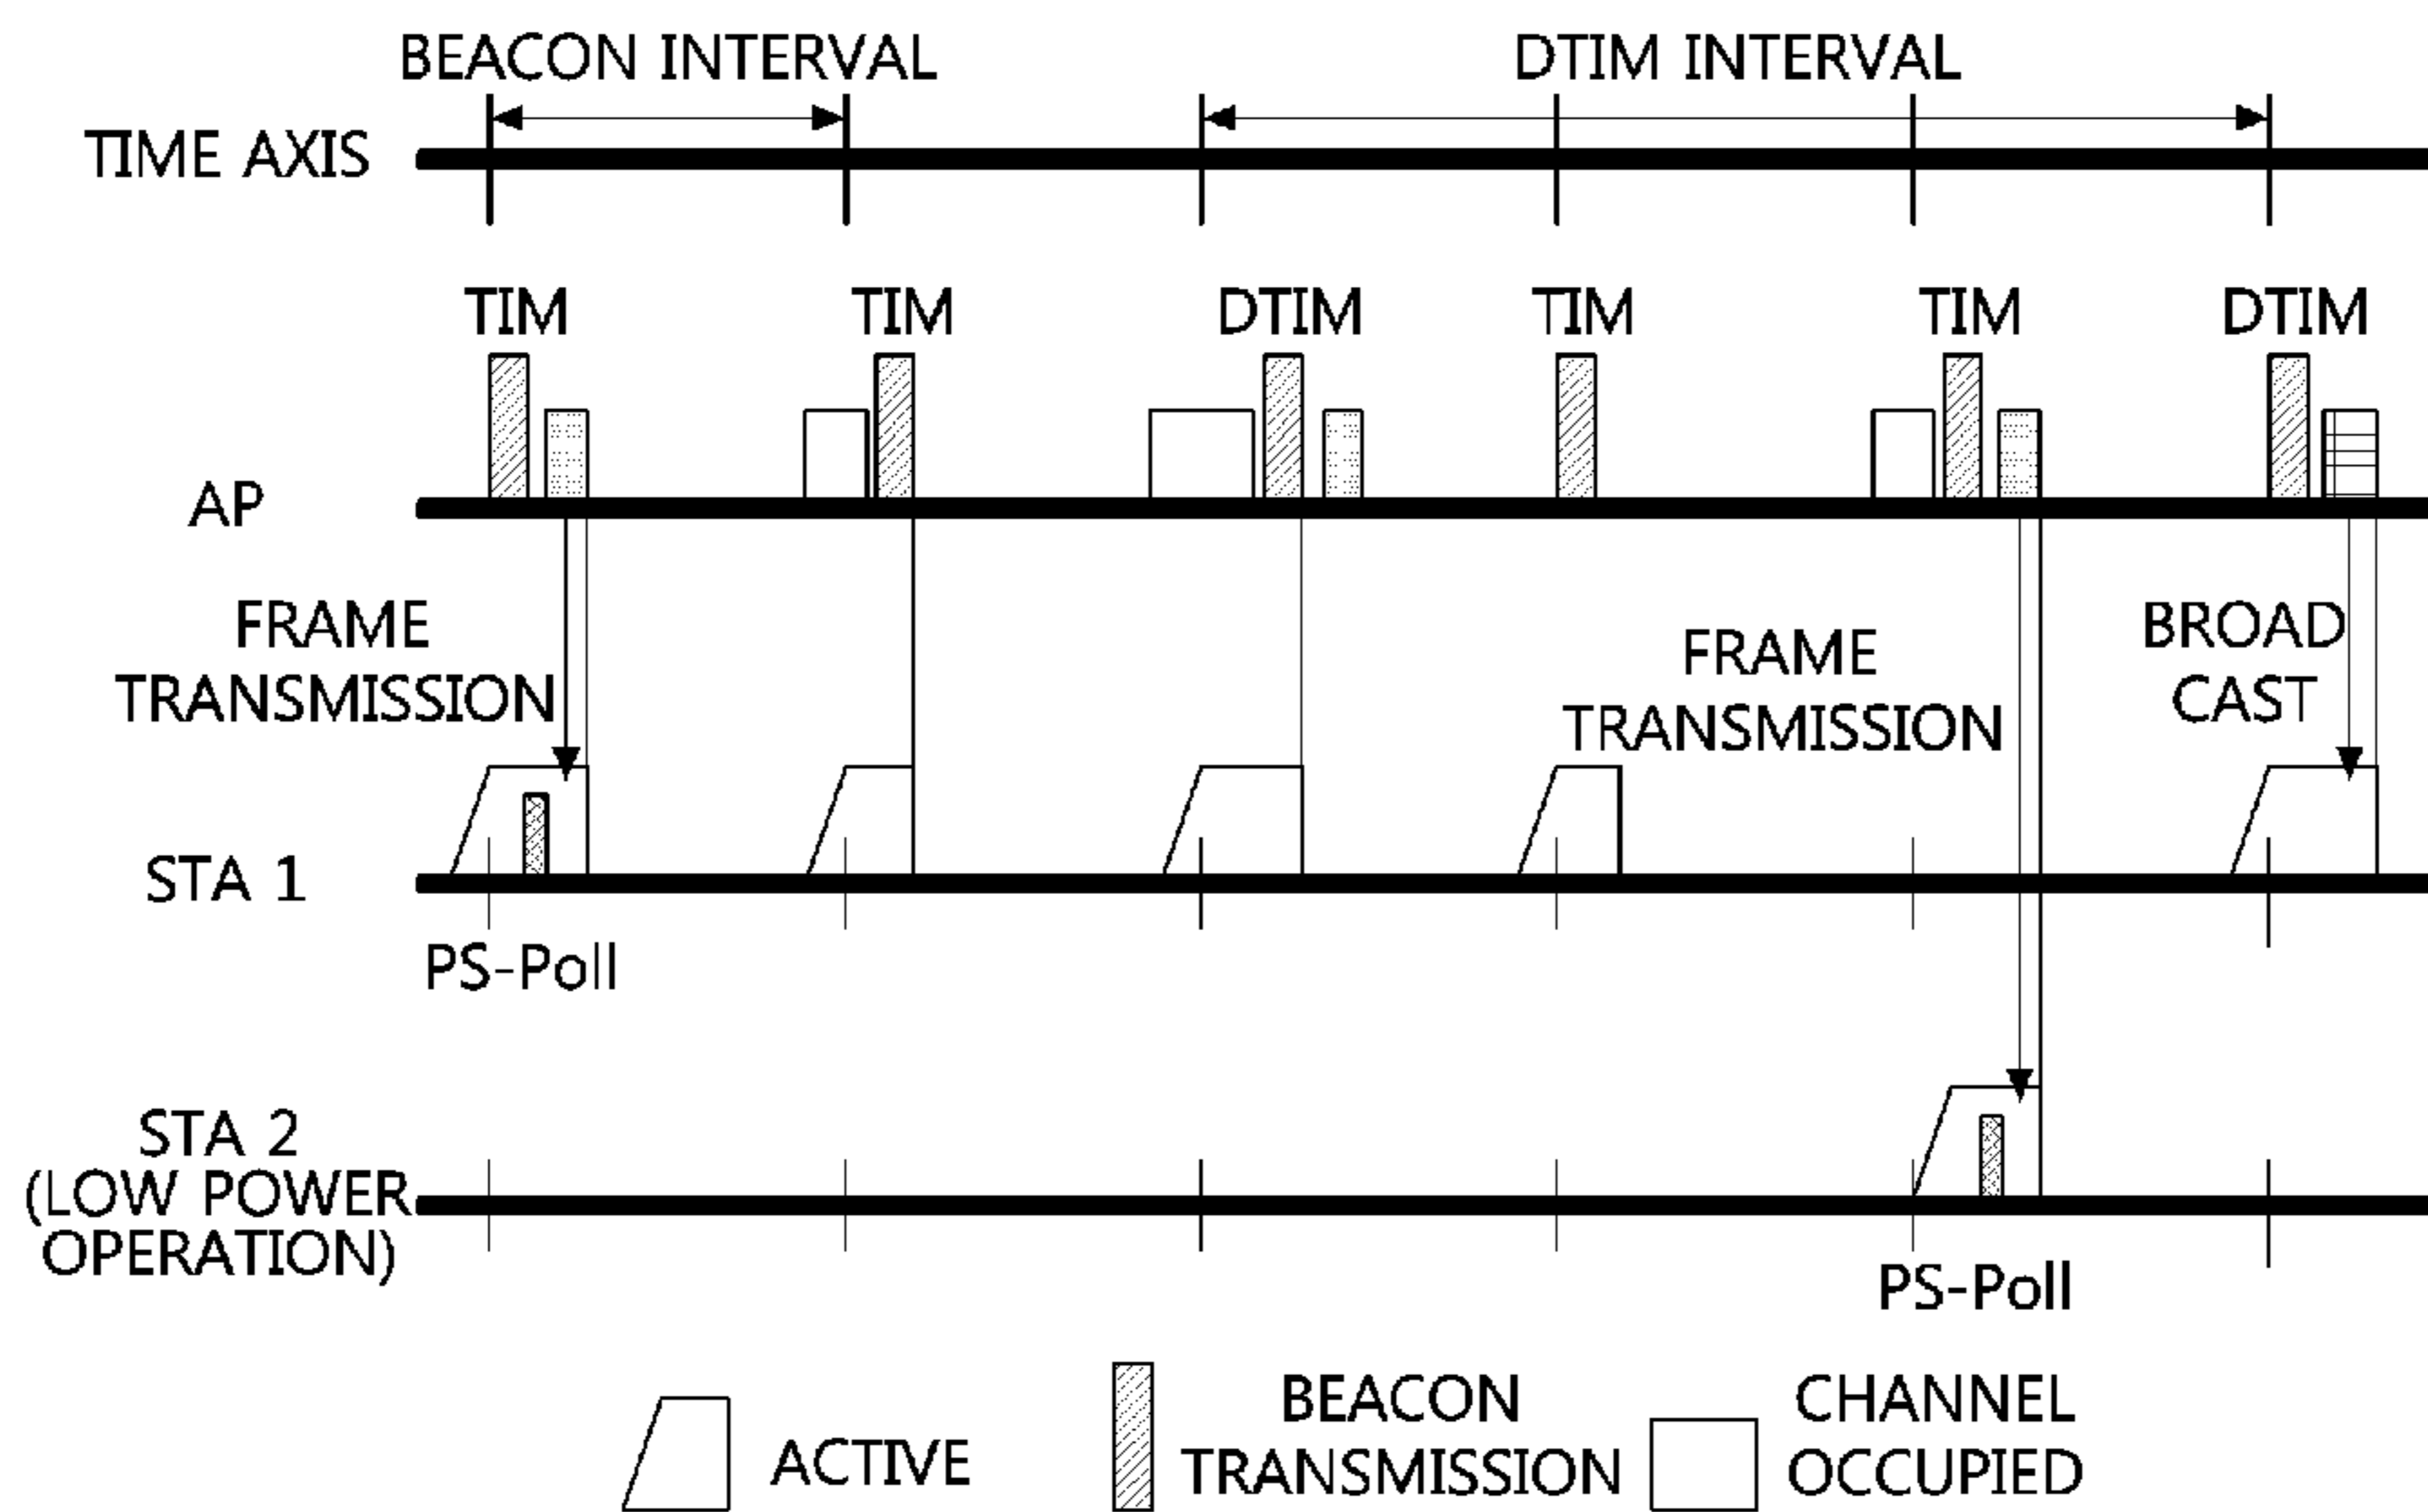 BEACON INTERVAL
DTIM INTERVAL
TIME AXIS
TIM
TIM
DTIM
TIM
TIM
DTIM
AP
FRAME
TRANSMISSION
FRAME
TRANSMISSION
BROAD
CAST
STA 1
PS-Poll
STA 2
(LOW POWER
OPERATION)
PS-Poll
ACTIVE
BEACON
TRANSMISSION
CHANNEL
OCCUPIED